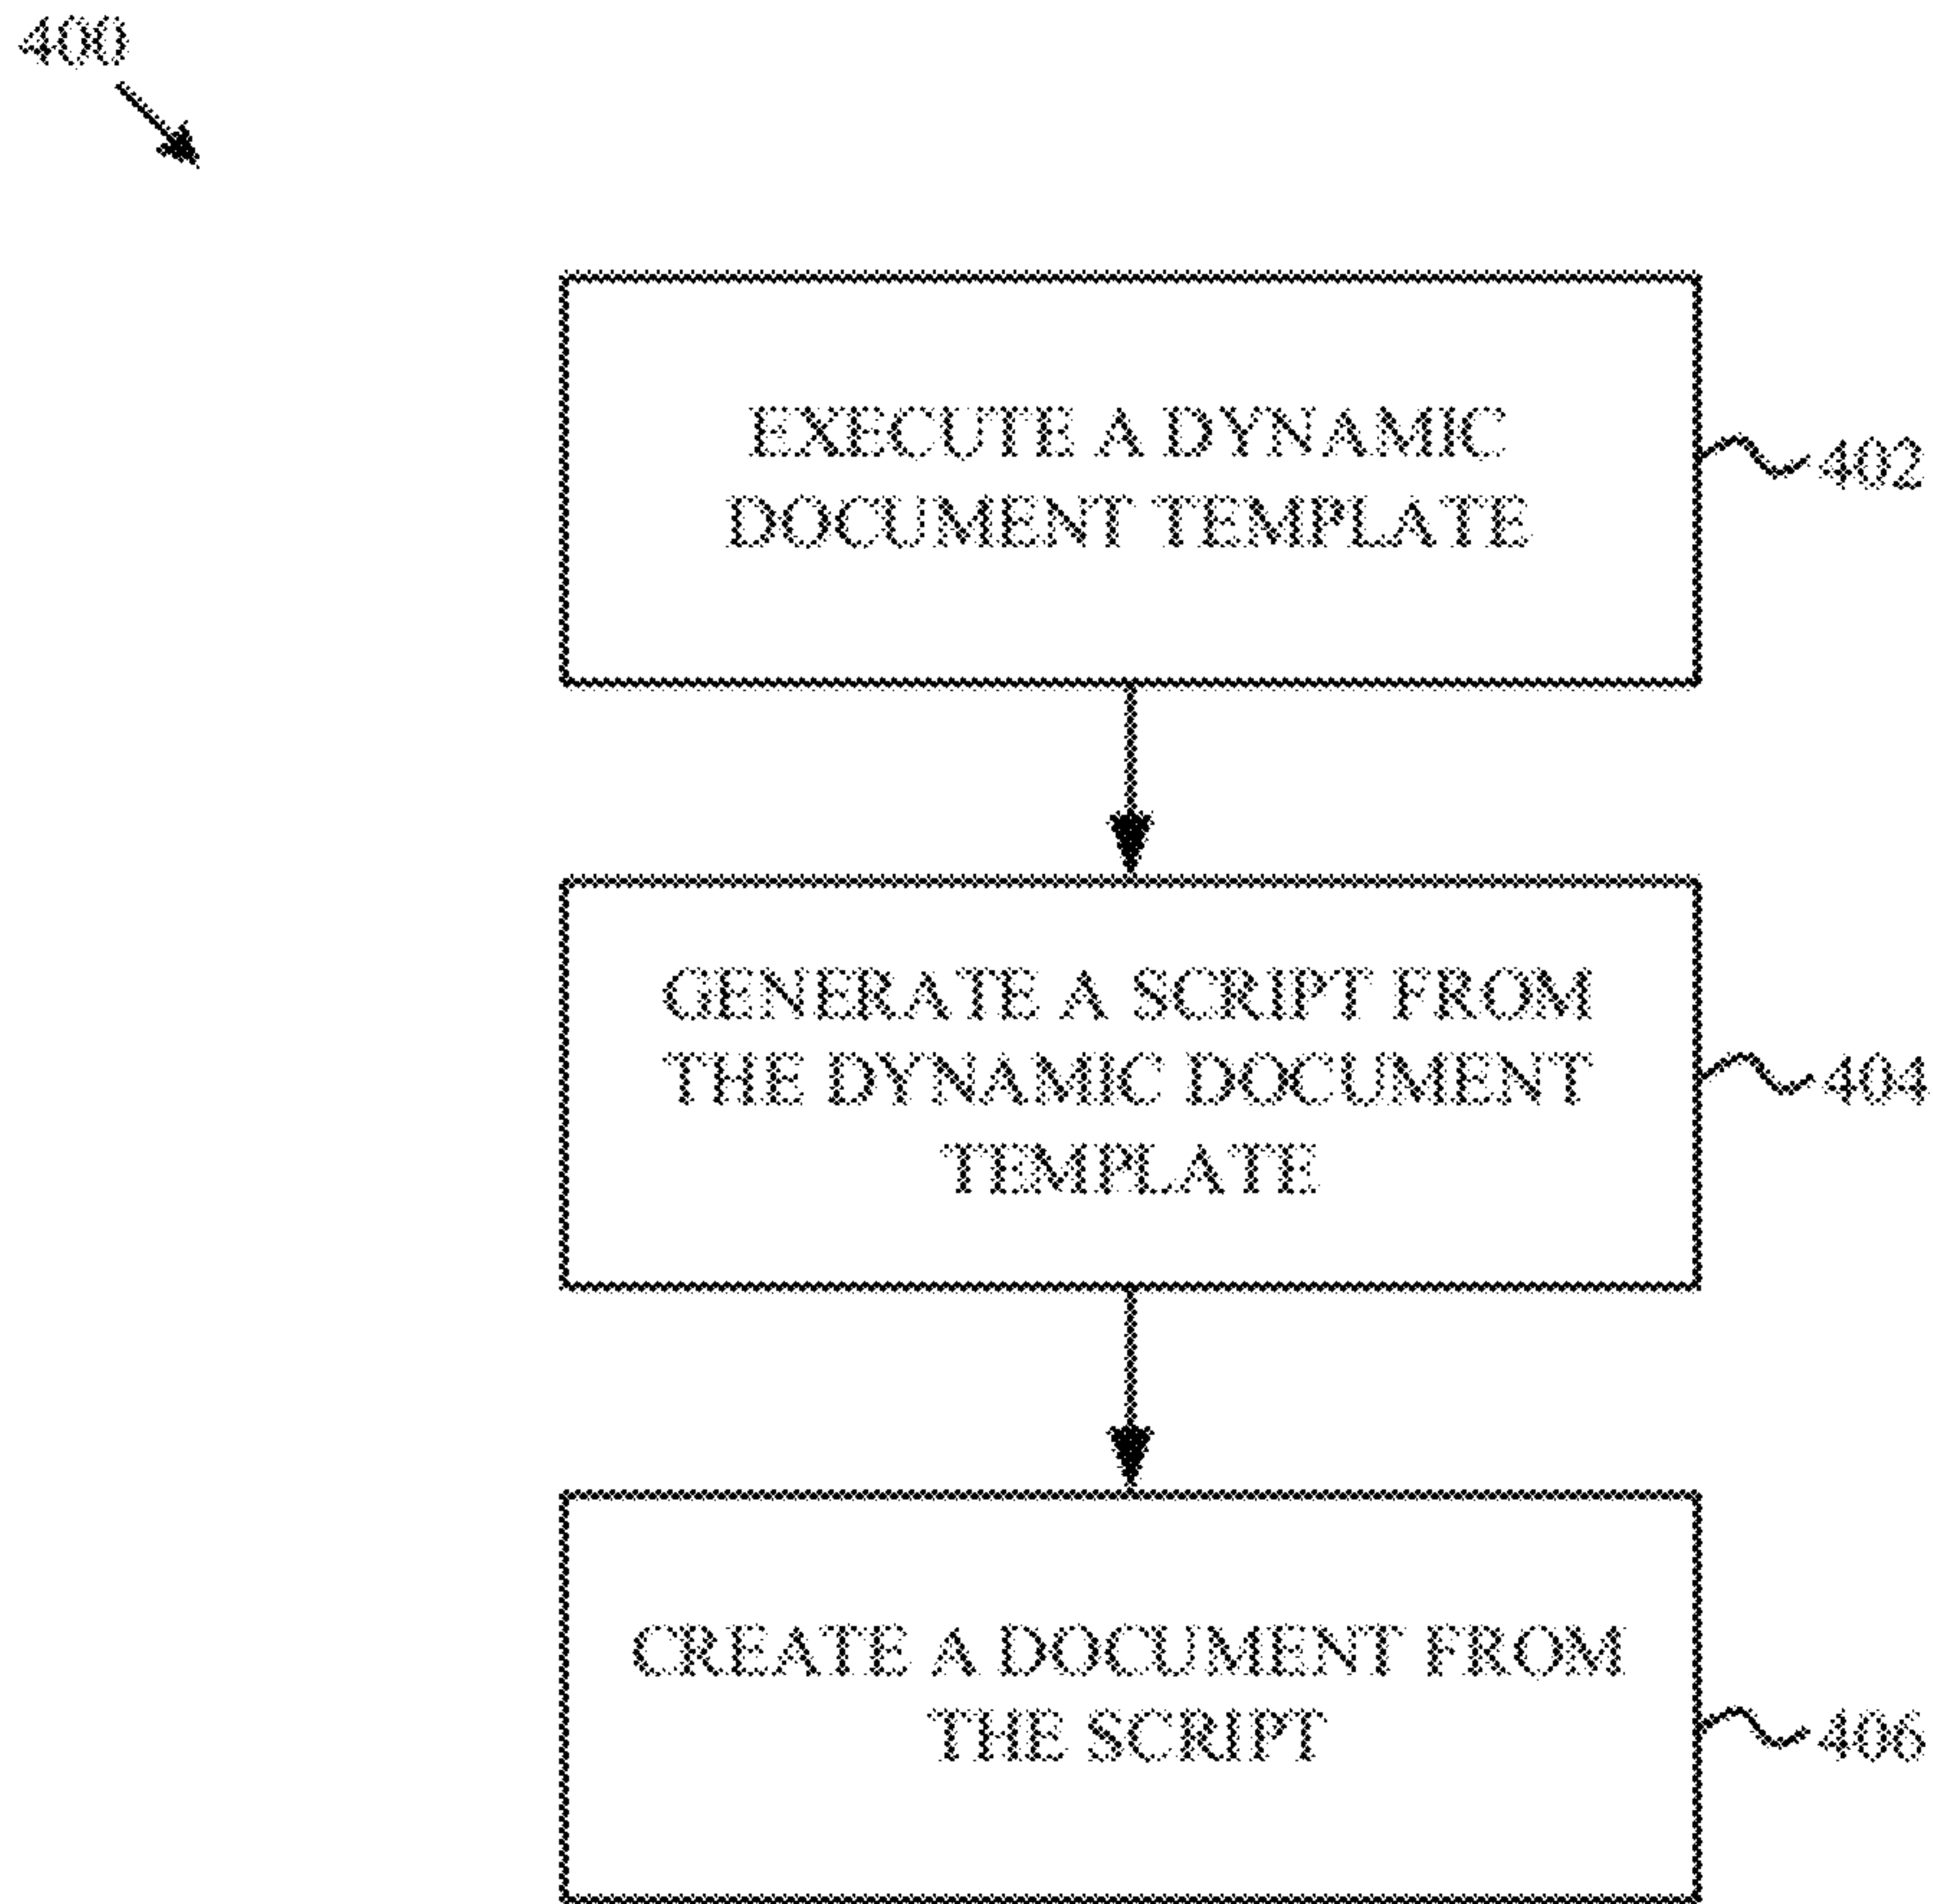 400
EXECUTE A DYNAMIC
DOCUMENT TEMPLATE
402
GENERATE A SCRIPT FROM
THE DYNAMIC DOCUMENT
TEMPLATE
404
CREATE A DOCUMENT FROM
THE SCRIPT
406